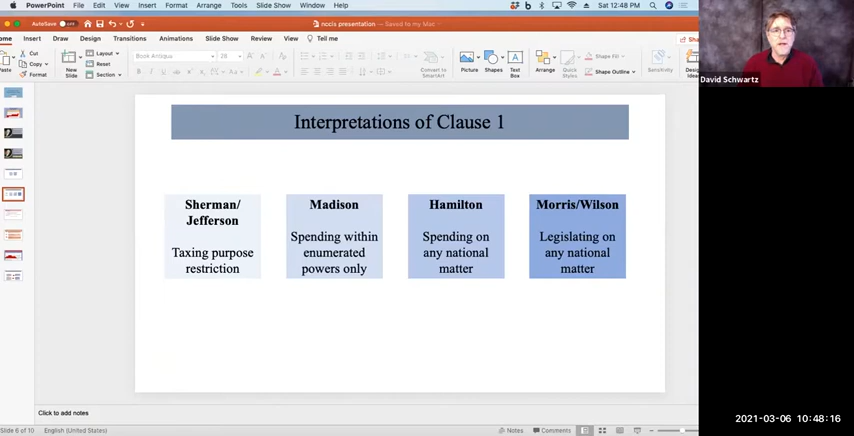 PowerPoint File Edit View Insert Format Arrange Tools Slide Show Window Help Sat 12:48 PM
AutoSave OFF nccis presentation — Saved to my Mac
ome Insert Draw Design Transitions Animations Slide Show Review View Tell me Sha
Paste Cut Copy Format New Slide Layout Reset Section Book Antiqua 28 Convert to SmartArt Picture Shapes Text Box Arrange Quick Styles Shape Fill Shape Outline Sensitivity Design Ideas
David Schwartz
Interpretations of Clause 1
Sherman/
Jefferson
Taxing purpose
restriction
Madison
Spending within
enumerated
powers only
Hamilton
Spending on
any national
matter
Morris/Wilson
Legislating on
any national
matter
Click to add notes
Slide 6 of 10 English (United States) Notes Comments
2021-03-06 10:48:16